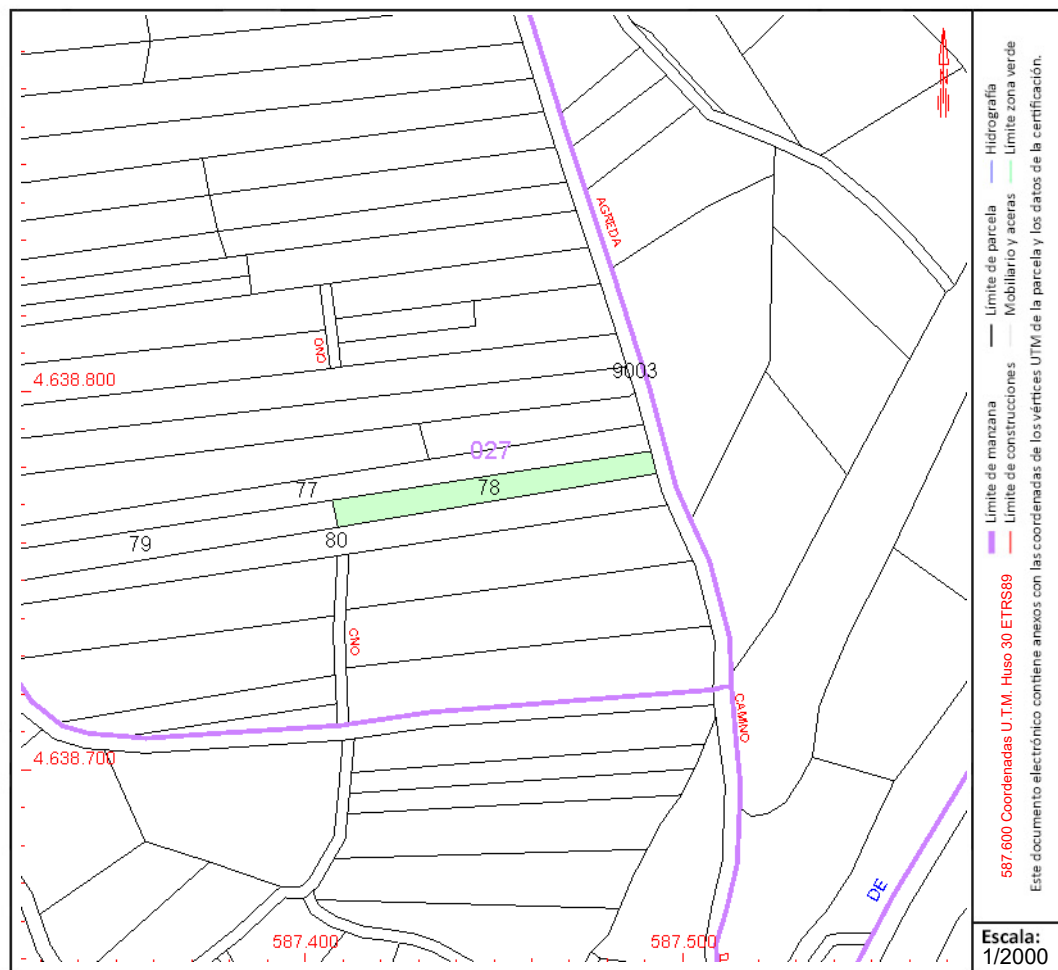 AGREDA
CNO
4.638.800
9003
027
77
78
79
80
CNO
CAMINO
4.638.700
DE
587.400
587.500
Límite de manzana
Límite de parcela
Hidrografía
587.600 Coordenadas U.T.M. Huso 30 ETRS89
Límite de construcciones
Mobiliario y aceras
Límite zona verde
Este documento electrónico contiene anexos con las coordenadas de los vértices UTM de la parcela y los datos de la certificación.
Escala:
1/2000